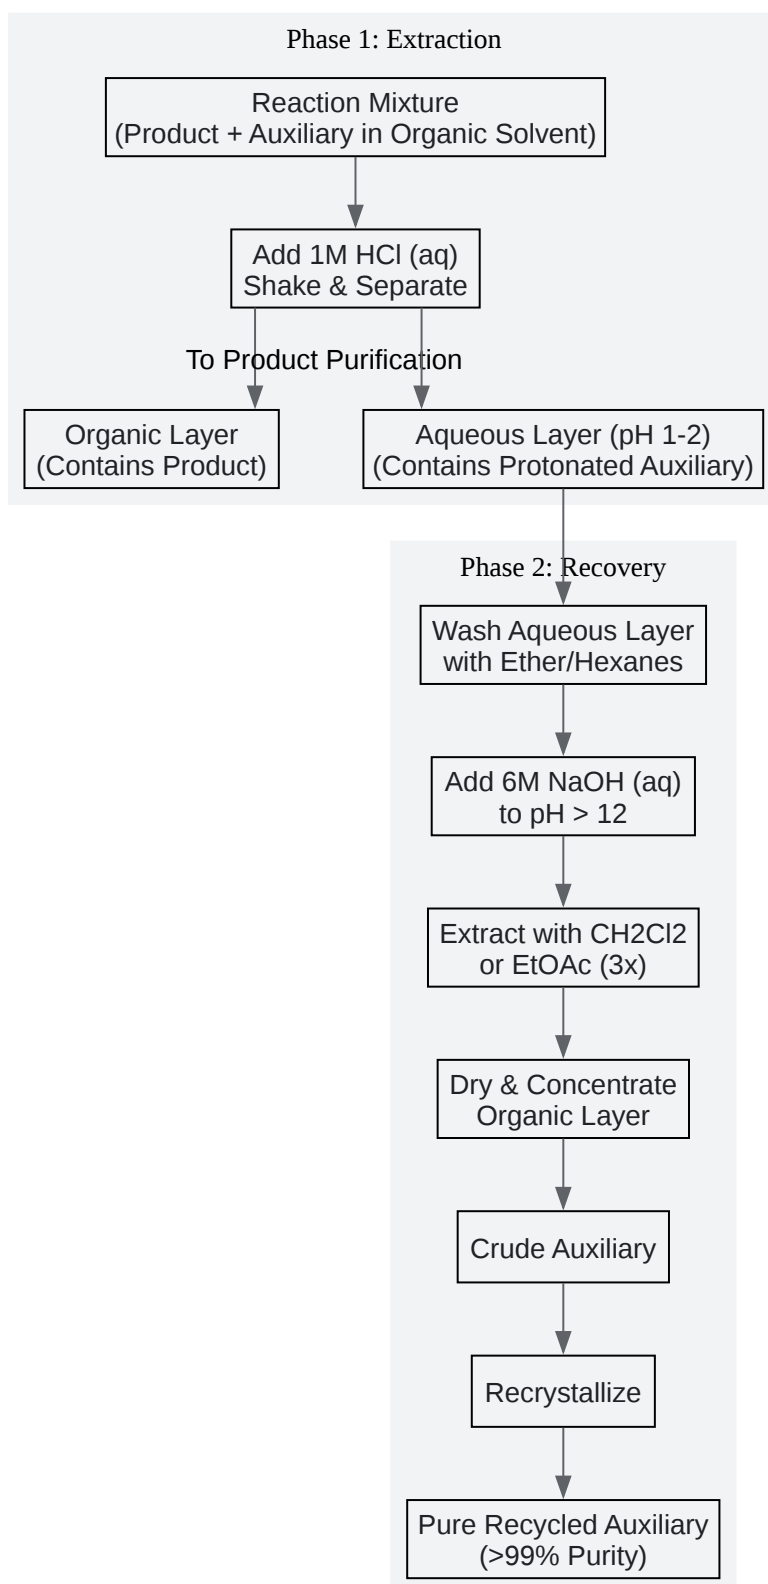 Phase 1: Extraction
Reaction Mixture
(Product + Auxiliary in Organic Solvent)
Add 1M HCl (aq)
Shake & Separate
To Product Purification
Organic Layer
(Contains Product)
Aqueous Layer (pH 1-2)
(Contains Protonated Auxiliary)
Phase 2: Recovery
Wash Aqueous Layer
with Ether/Hexanes
Add 6M NaOH (aq)
to pH > 12
Extract with CH2Cl2
or EtOAc (3x)
Dry & Concentrate
Organic Layer
Crude Auxiliary
Recrystallize
Pure Recycled Auxiliary
(>99% Purity)